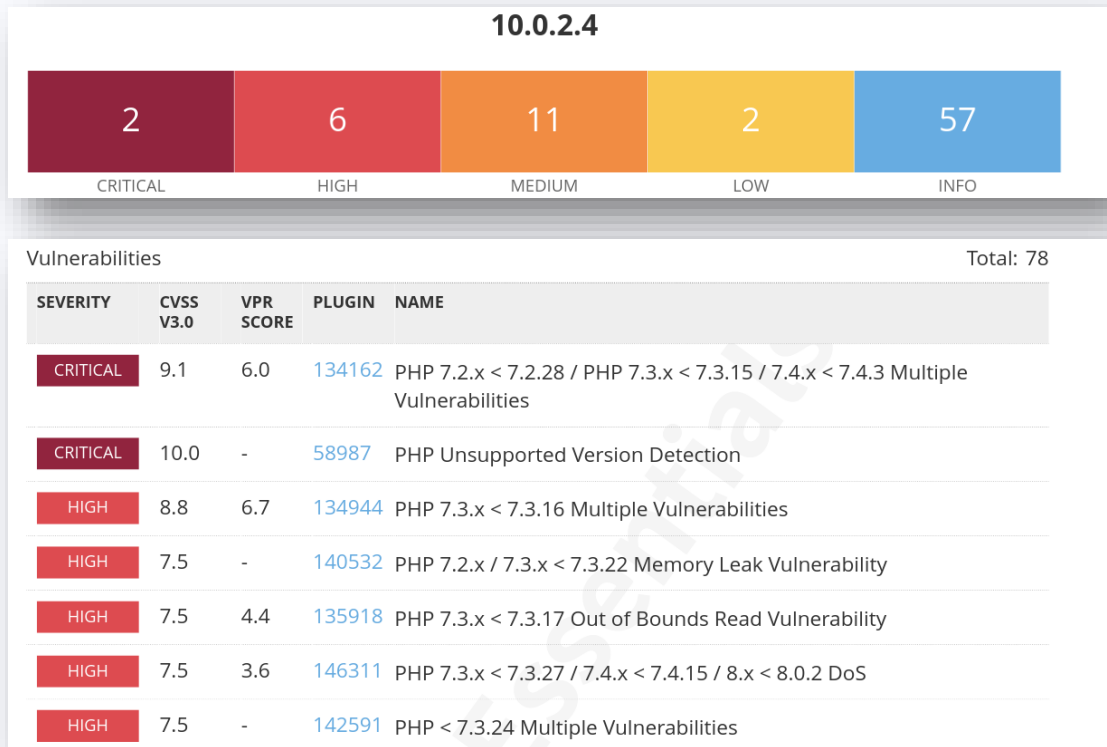 10.0.2.4
2 6 11 2 57
CRITICAL HIGH MEDIUM LOW INFO
Vulnerabilities Total: 78
SEVERITY CVSS V3.0 VPR SCORE PLUGIN NAME
CRITICAL 9.1 6.0 134162 PHP 7.2.x < 7.2.28 / PHP 7.3.x < 7.3.15 / 7.4.x < 7.4.3 Multiple
Vulnerabilities
CRITICAL 10.0 - 58987 PHP Unsupported Version Detection
HIGH 8.8 6.7 134944 PHP 7.3.x < 7.3.16 Multiple Vulnerabilities
HIGH 7.5 - 140532 PHP 7.2.x / 7.3.x < 7.3.22 Memory Leak Vulnerability
HIGH 7.5 4.4 135918 PHP 7.3.x < 7.3.17 Out of Bounds Read Vulnerability
HIGH 7.5 3.6 146311 PHP 7.3.x < 7.3.27 / 7.4.x < 7.4.15 / 8.x < 8.0.2 DoS
HIGH 7.5 - 142591 PHP < 7.3.24 Multiple Vulnerabilities
Essentials